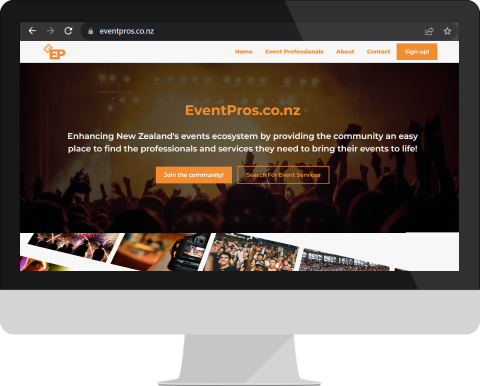 eventpros.co.nz
EP
Home Event Professionals About Contact Sign-up!
EventPros.co.nz
Enhancing New Zealand's events ecosystem by providing the community an easy
place to find the professionals and services they need to bring their events to life!
Join the community! Search For Event Services